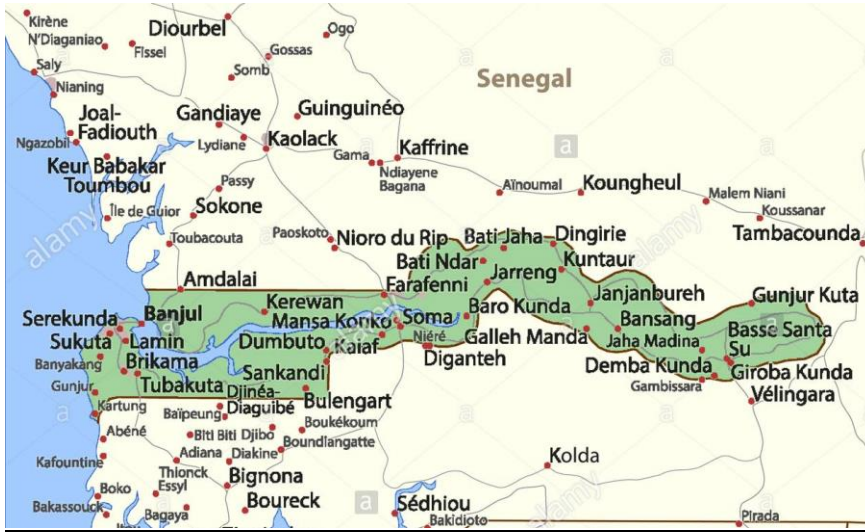 Kirène
N'Diaganiao
Fissel
Diourbel
Ogo
Gossas
Saly
Somb
Nianing
Senegal
Joal-
Fadiouth
Gandiaye
Guinguinéo
Ngazobil
Lydiane
Kaolack
Kaffrine
Keur Babakar
Toumbou
Gama
Ndiayene
Bagana
a
Passy
Aïnoumal
Koungheul
Malem Niani
Île de Guior
Sokone
Koussanar
Toubacouta
Paoskoto
Nioro du Rip
Bati Jaha
Dingirie
Tambacounda
alamy
Bati Ndar
Kuntaur
Amdalai
Farafenni
Jarreng
Janjanbureh
Gunjur Kuta
Serekunda
Banjul
Kerewan
Mansa Konko
Soma
Baro Kunda
Bansang
Sukuta
Lamin
Dumbuto
Kaiaf
Niéré
Galleh Manda
Jaha Madina
Basse Santa
Su
Banyakang
Brikama
Diganteh
Demba Kunda
Giroba Kunda
Gunjur
Tubakuta
Sankandi
Gambissara
Vélingara
Kartung
Djinéa-
Diaguibé
Bulengart
Baïpeung
Boukékoum
Abéné
Biti Biti Djibo
Boundiangatte
Kafountine
Adiana
Diakine
Kolda
Thionck
Essyl
Bignona
Boko
Boureck
a
Sédhiou
Bakassouck
Bagaya
Bakidioto
Pirada
alamy